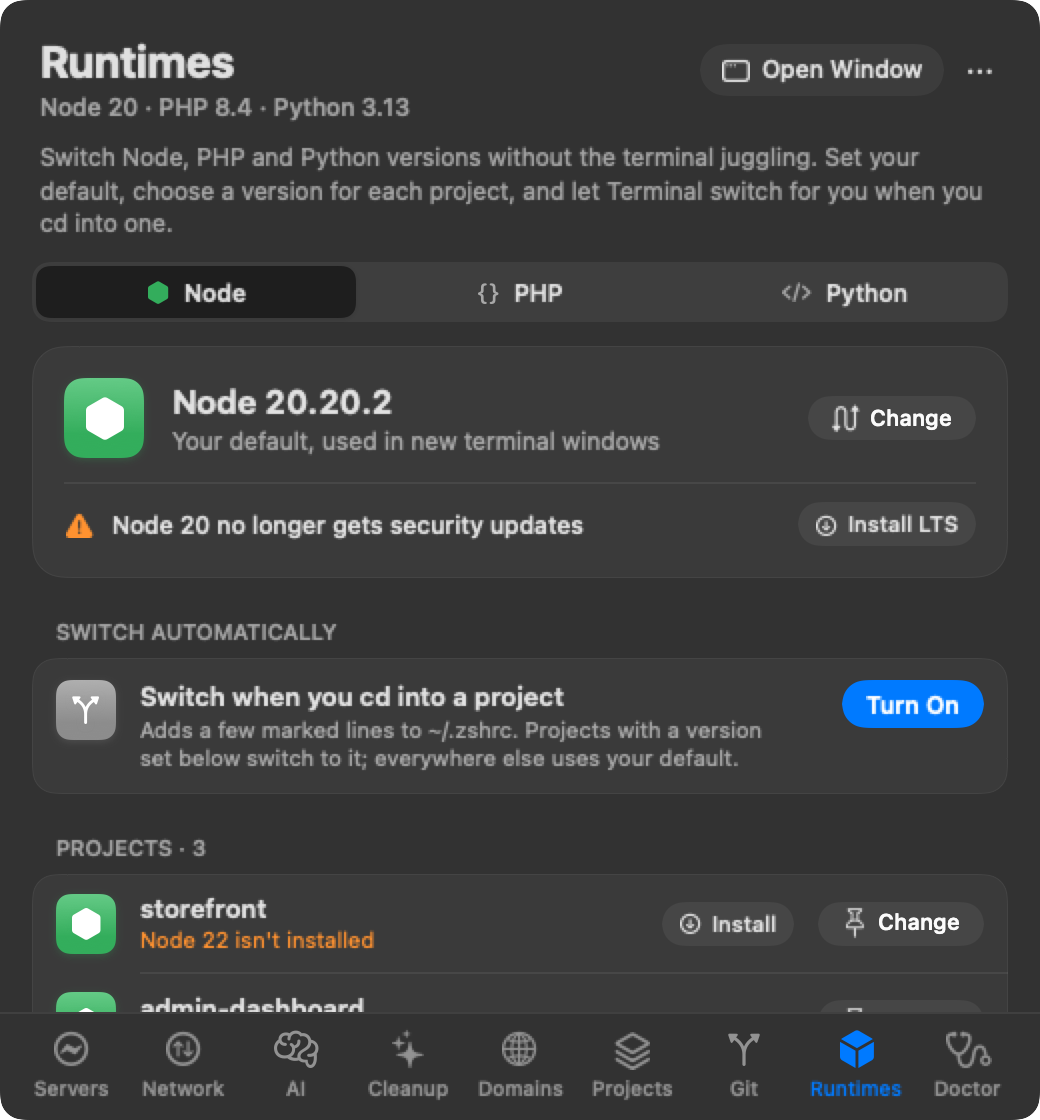 Runtimes
Open Window
Node 20 · PHP 8.4 · Python 3.13
Switch Node, PHP and Python versions without the terminal juggling. Set your
default, choose a version for each project, and let Terminal switch for you when you
cd into one.
Node
{} PHP
</> Python
Node 20.20.2
Your default, used in new terminal windows
Change
Node 20 no longer gets security updates
Install LTS
SWITCH AUTOMATICALLY
Switch when you cd into a project
Adds a few marked lines to ~/.zshrc. Projects with a version
set below switch to it; everywhere else uses your default.
Turn On
PROJECTS · 3
storefront
Node 22 isn't installed
Install
Change
admin-dashboard
Servers
Network
AI
Cleanup
Domains
Projects
Git
Runtimes
Doctor